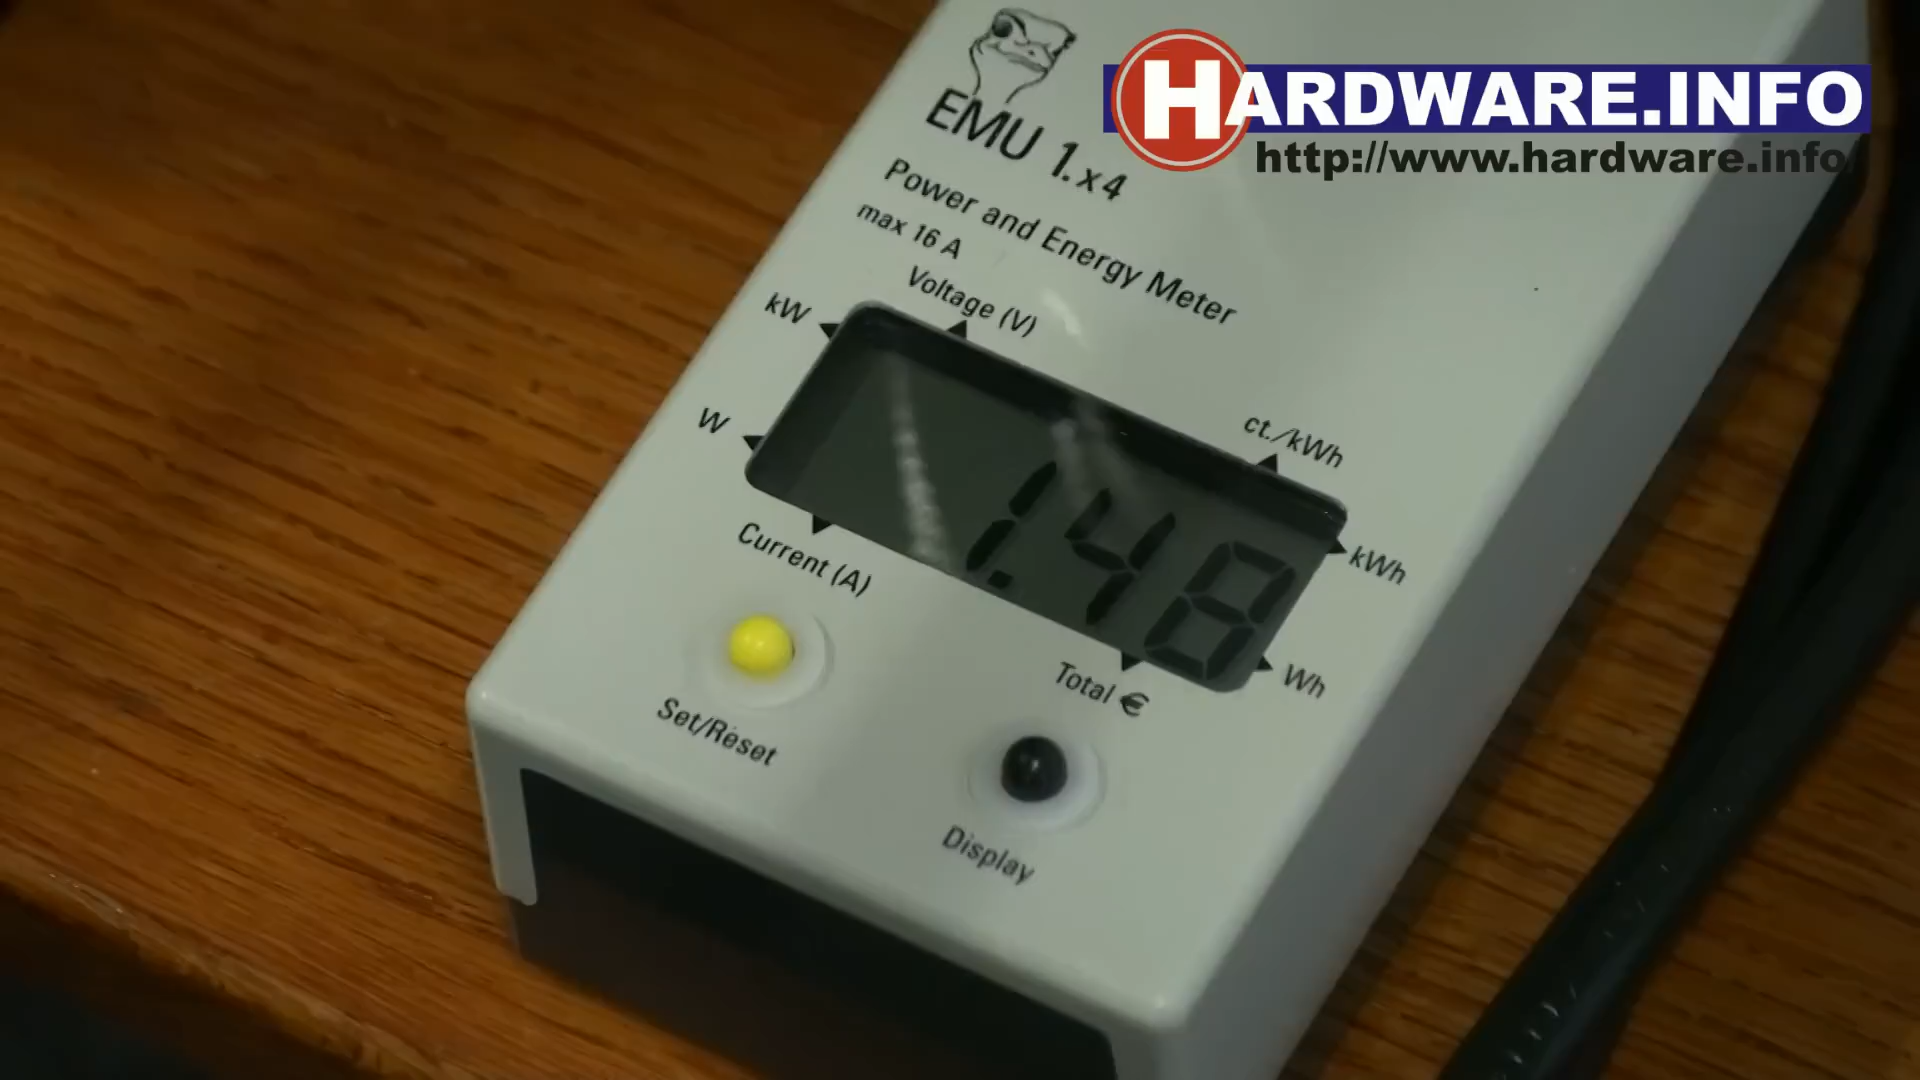 HARDWARE.INFO
http://www.hardware.info/
EMU 1.x4
Power and Energy Meter
max 16 A
Voltage (V)
kW
W
ct./kWh
1.48
kWh
Wh
Current (A)
Total €
Set/Reset
Display